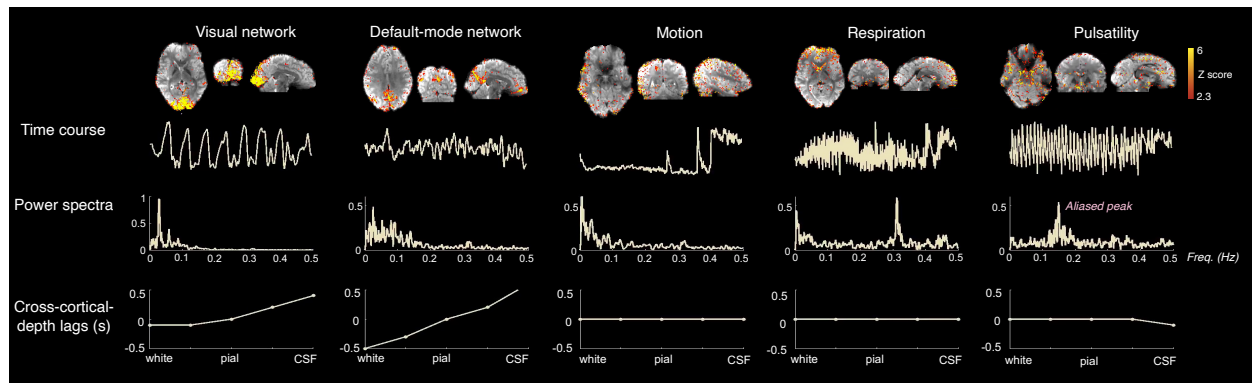 Visual network
Default-mode network
Motion
Respiration
Pulsatility
6
Z score
2.3
Time course
Power spectra
1
0.5
0
0 0.1 0.2 0.3 0.4 0.5
0.5
0
0 0.1 0.2 0.3 0.4 0.5
0.5
0
0 0.1 0.2 0.3 0.4 0.5
0.5
0
0 0.1 0.2 0.3 0.4 0.5
0.5
Aliased peak
0
0 0.1 0.2 0.3 0.4 0.5
Freq. (Hz)
Cross-cortical-
depth lags (s)
0.5
0
-0.5
white pial CSF
0.5
0
-0.5
white pial CSF
0.5
0
-0.5
white pial CSF
0.5
0
-0.5
white pial CSF
0.5
0
-0.5
white pial CSF